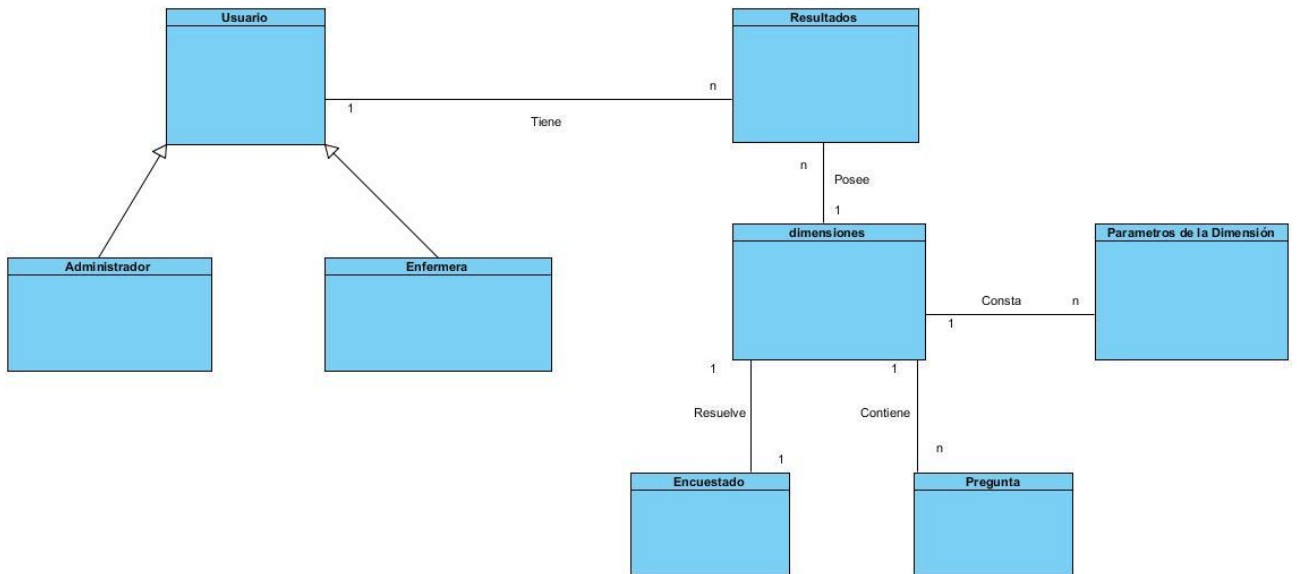 Usuario
Resultados
n
1
Tiene
n
Posee
1
dimensiones
Parametros de la Dimensión
Administrador
Enfermera
Consta
n
1
1
1
Resuelve
Contiene
n
1
Encuestado
Pregunta